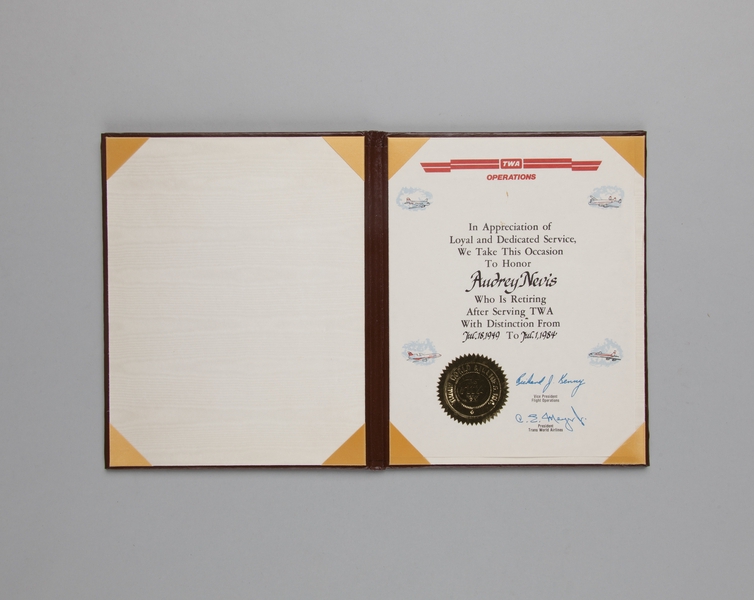 TWA
OPERATIONS
In Appreciation of
Loyal and Dedicated Service,
We Take This Occasion
To Honor
Audrey Nevis
Who Is Retiring
After Serving TWA
With Distinction From
Jul.18,1949 To Jul.1,1984
Vice President
Flight Operations
President
Trans World Airlines